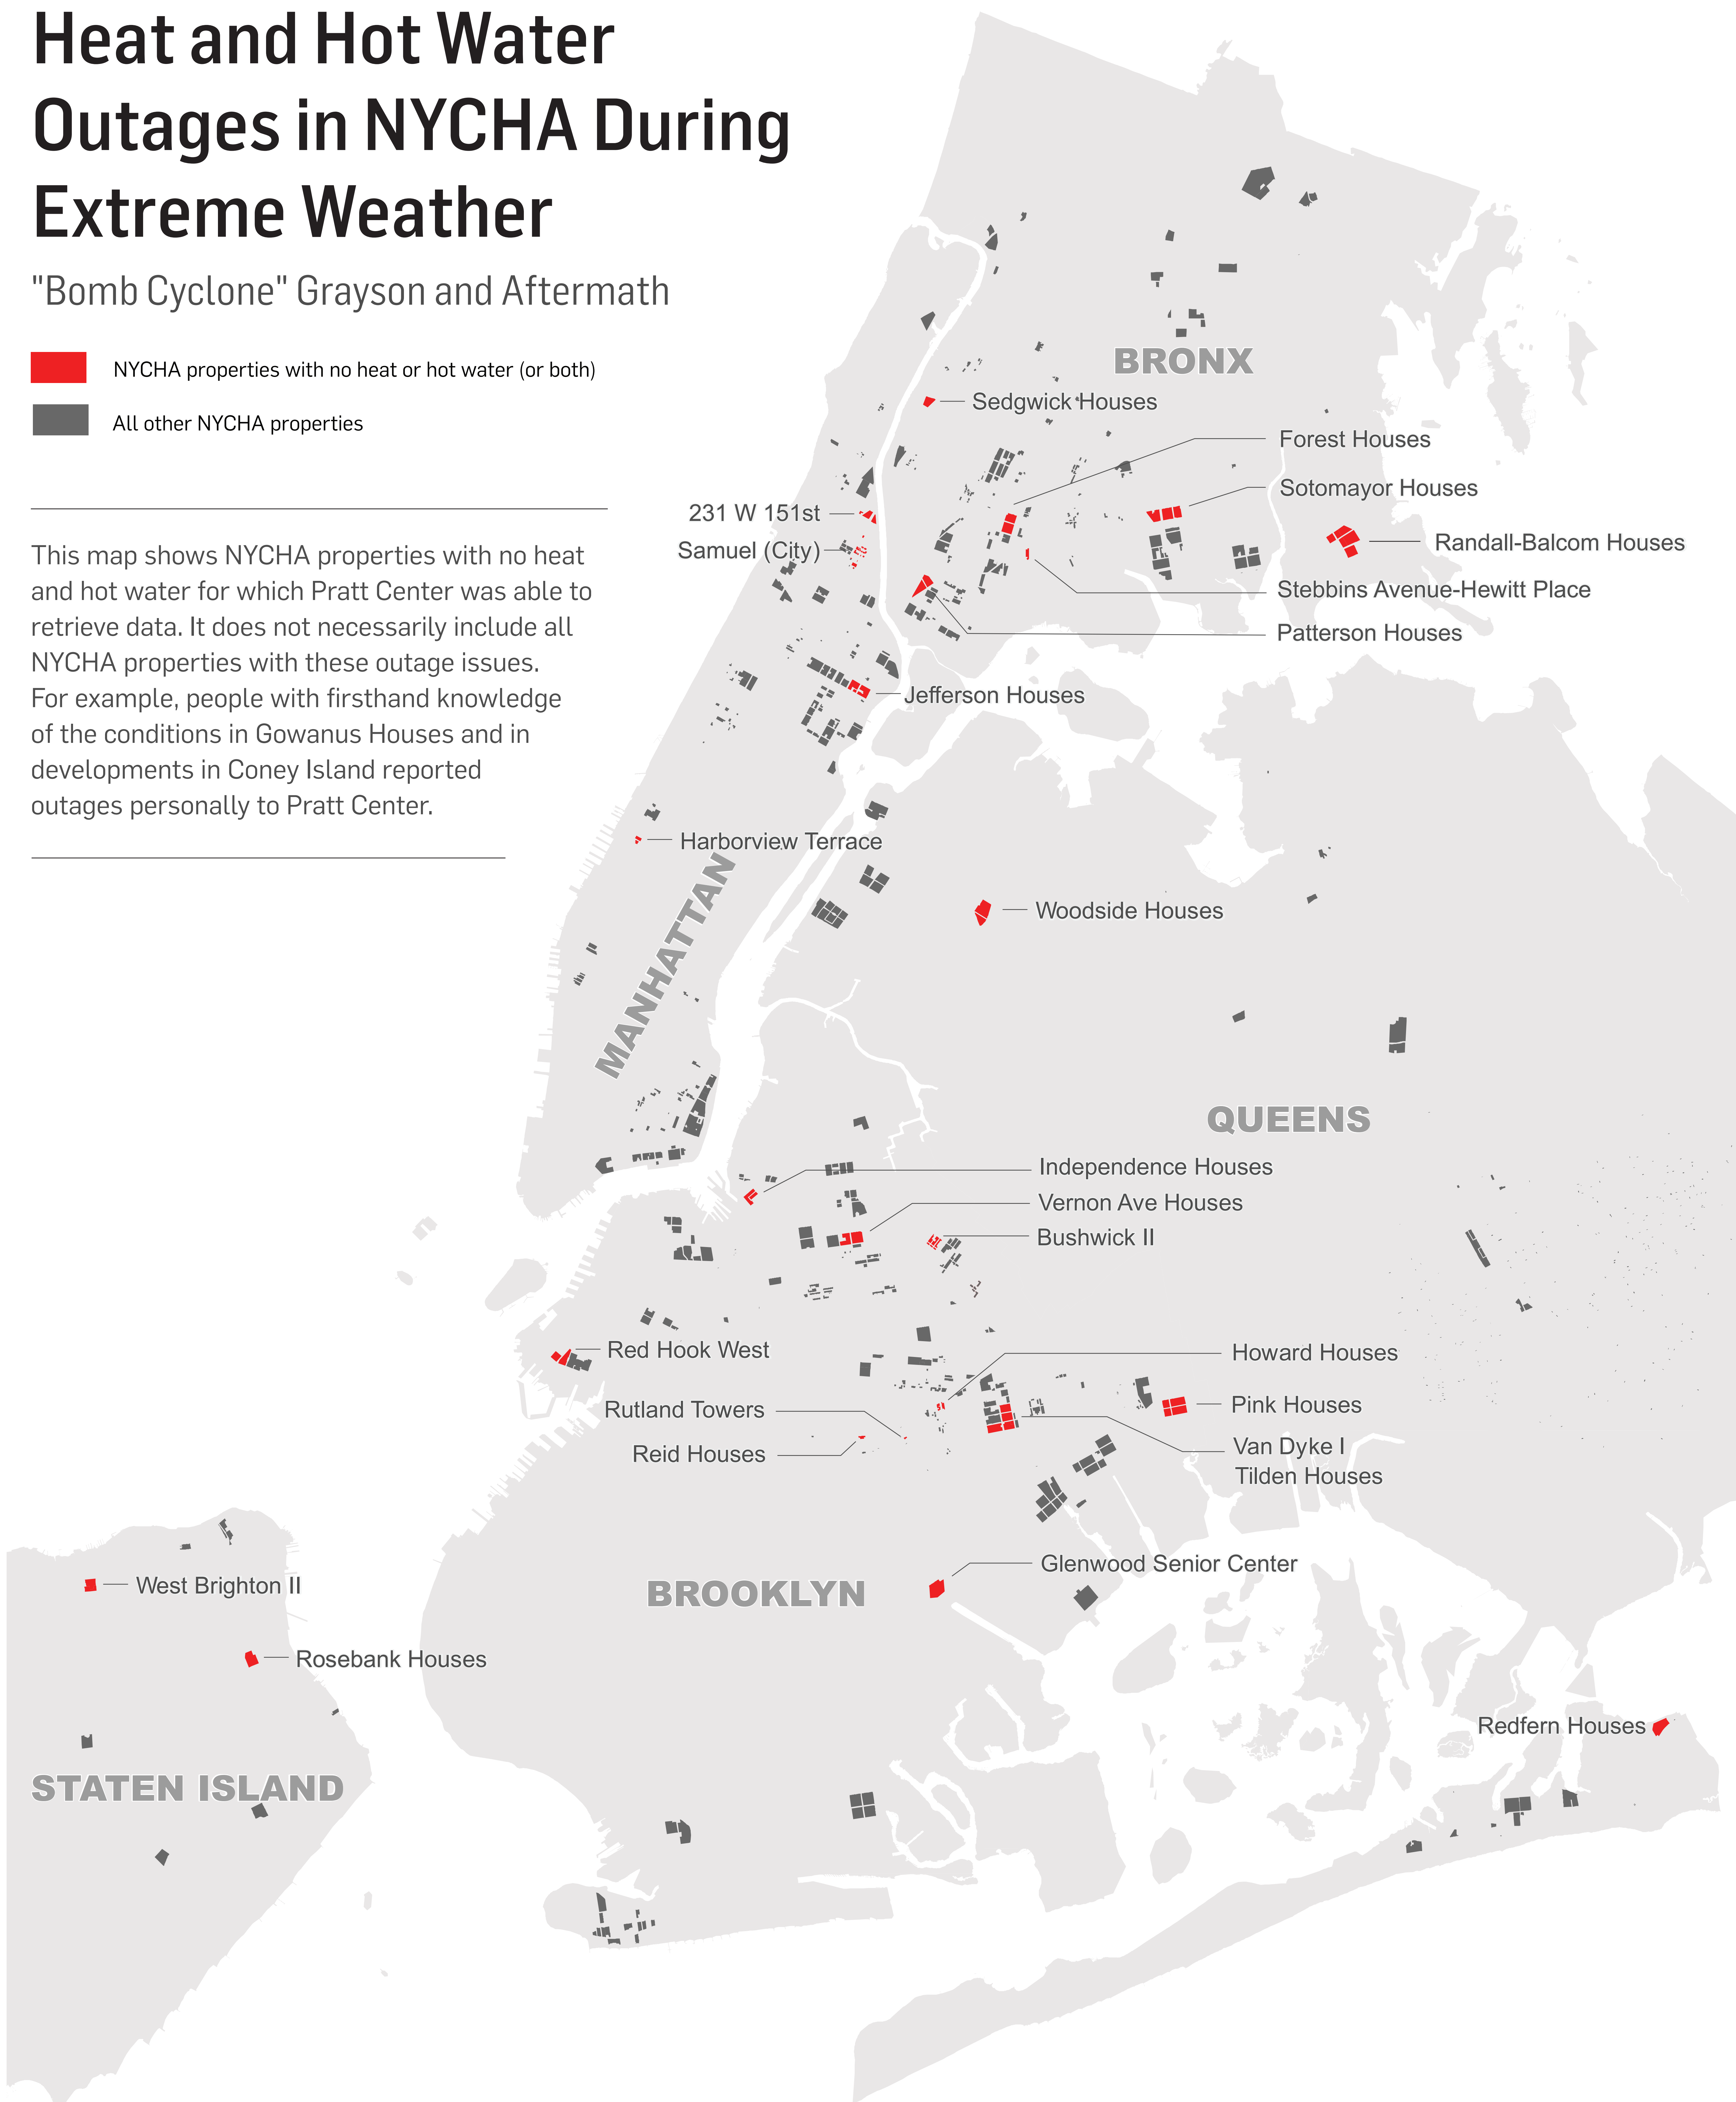 Heat and Hot Water
Outages in NYCHA During
Extreme Weather
"Bomb Cyclone" Grayson and Aftermath
NYCHA properties with no heat or hot water (or both)
All other NYCHA properties
This map shows NYCHA properties with no heat
and hot water for which Pratt Center was able to
retrieve data. It does not necessarily include all
NYCHA properties with these outage issues.
For example, people with firsthand knowledge
of the conditions in Gowanus Houses and in
developments in Coney Island reported
outages personally to Pratt Center.
BRONX
Sedgwick Houses
Forest Houses
Sotomayor Houses
231 W 151st
Samuel (City)
Randall-Balcom Houses
Stebbins Avenue-Hewitt Place
Patterson Houses
Jefferson Houses
Harborview Terrace
MANHATTAN
Woodside Houses
QUEENS
Independence Houses
Vernon Ave Houses
Bushwick II
Red Hook West
Howard Houses
Rutland Towers
Pink Houses
Reid Houses
Van Dyke I
Tilden Houses
Glenwood Senior Center
West Brighton II
BROOKLYN
Rosebank Houses
Redfern Houses
STATEN ISLAND